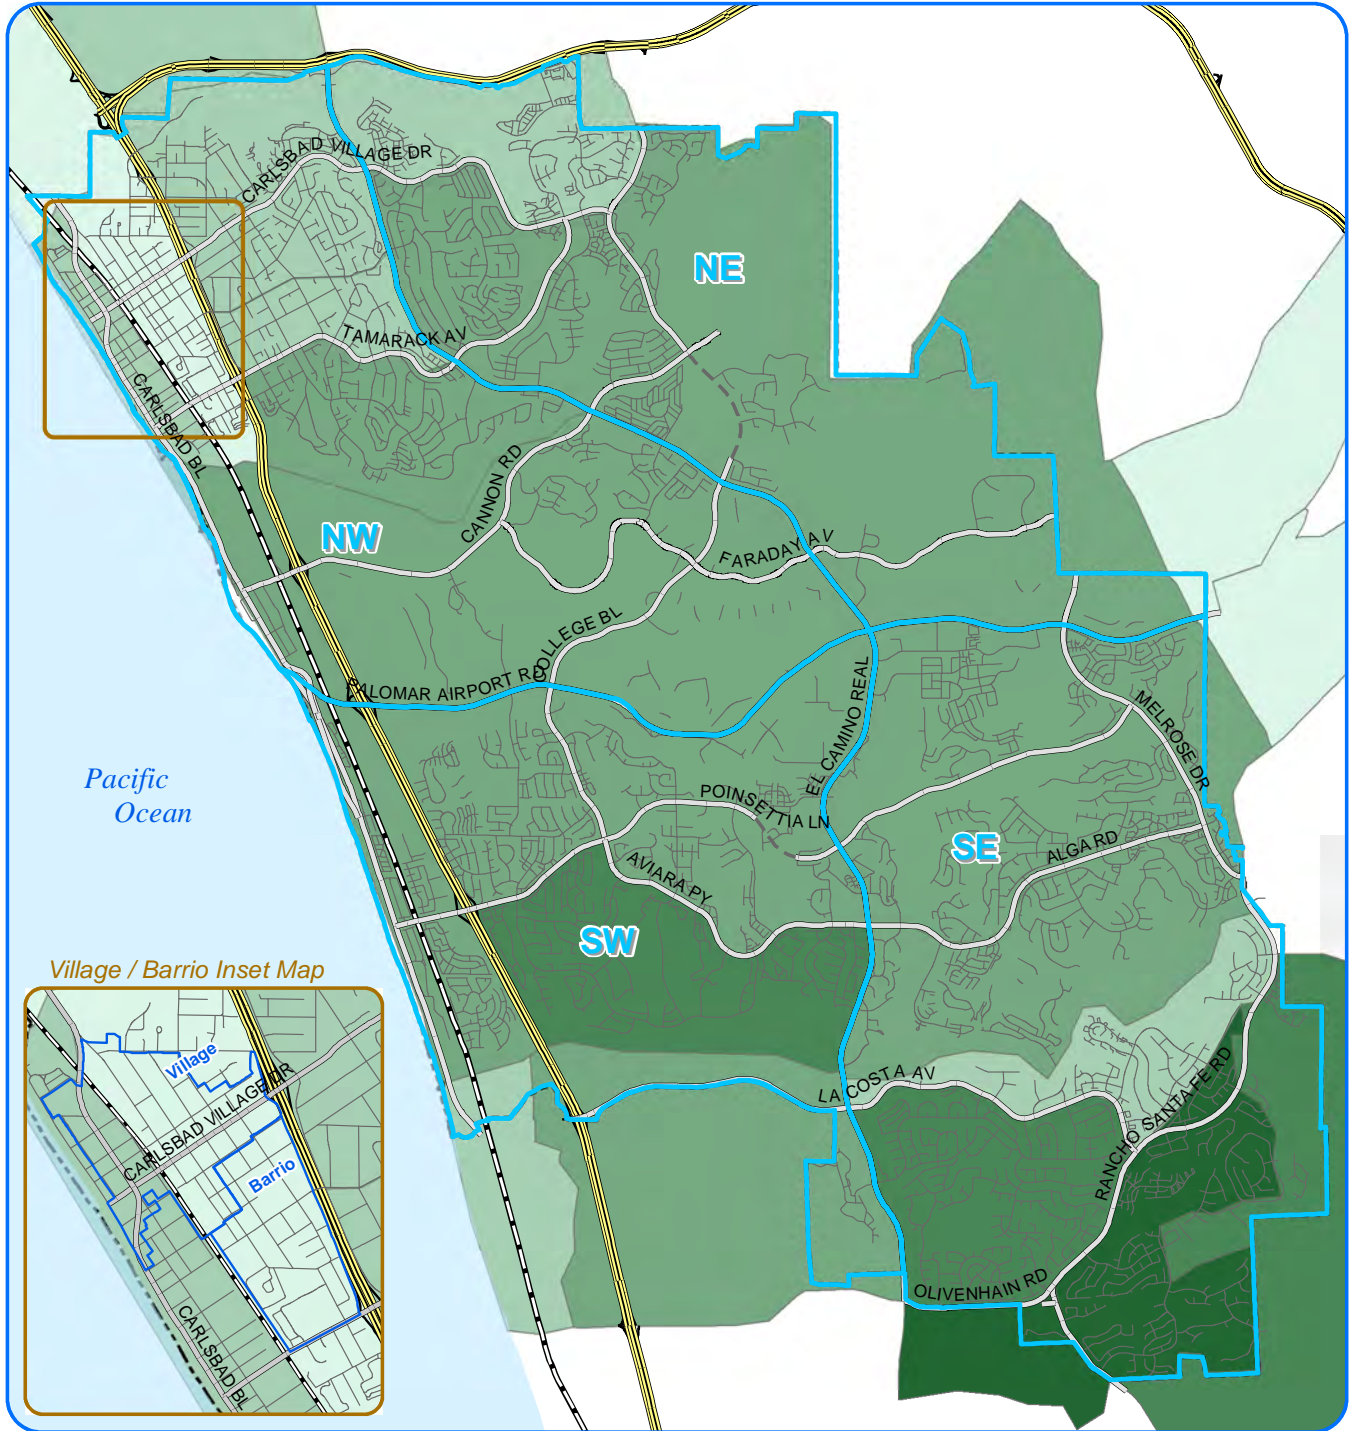 CARLSBAD VILLAGE DR
NE
TAMARACK AV
CARLSBAD BL
CANNON RD
NW
FARADAY AV
COLLEGE BL
PALOMAR AIRPORT RD
EL CAMINO REAL
MELROSE DR
Pacific
Ocean
POINSETTIA LN
SE
ALGA RD
AVIARA PY
SW
Village / Barrio Inset Map
LA COSTA AV
RANCHO SANTA FE RD
OLIVENHAIN RD
Village
CARLSBAD VILLAGE DR
Barrio
CARLSBAD BL